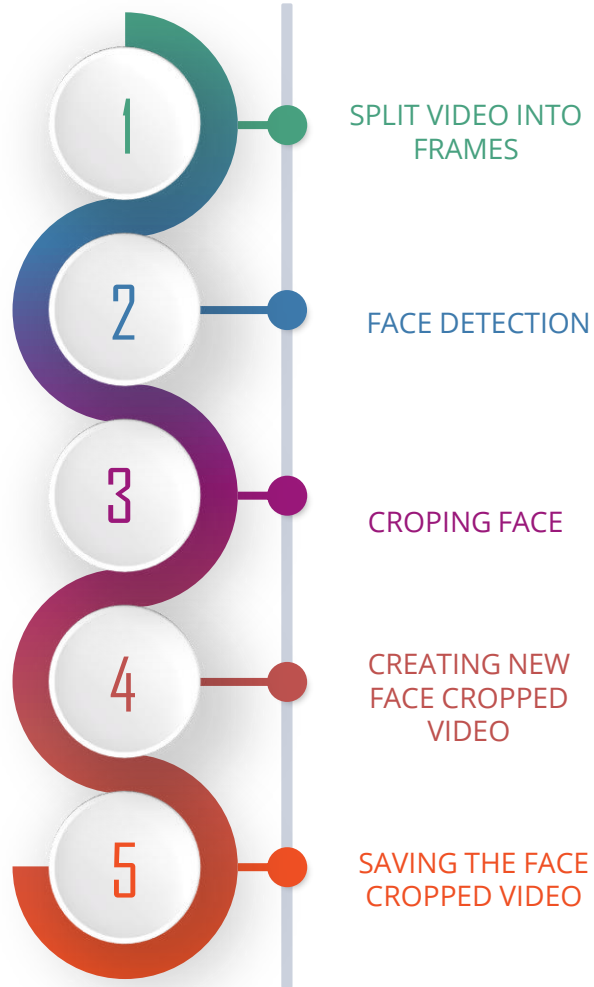 1
SPLIT VIDEO INTO
FRAMES
2
FACE DETECTION
3
CROPING FACE
4
CREATING NEW
FACE CROPPED
VIDEO
5
SAVING THE FACE
CROPPED VIDEO